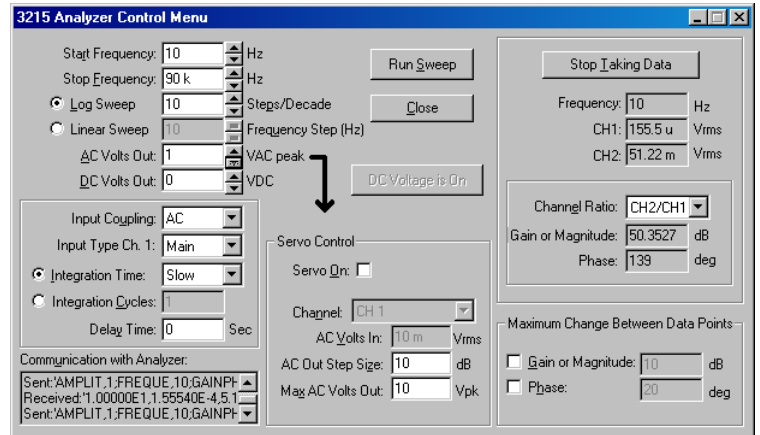 3215 Analyzer Control Menu
Start Frequency: 10 Hz
Stop Frequency: 90 k Hz
Log Sweep 10 Steps/Decade
Linear Sweep 10 Frequency Step (Hz)
AC Volts Out: 1 VAC peak
DC Volts Out: 0 VDC
Run Sweep
Close
DC Voltage is On
Input Coupling: AC
Input Type Ch. 1: Main
Integration Time: Slow
Integration Cycles: 1
Delay Time: 0 Sec
Communication with Analyzer:
Sent:'AMPLIT,1;FREQUE,10;GAINPH
Received:'1.00000E1,1.55540E-4,5.1
Sent:'AMPLIT,1;FREQUE,10;GAINPH
Servo Control
Servo On:
Channel: CH 1
AC Volts In: 10 m Vrms
AC Out Step Size: 10 dB
Max AC Volts Out: 10 Vpk
Stop Taking Data
Frequency: 10 Hz
CH1: 155.5 u Vrms
CH2: 51.22 m Vrms
Channel Ratio: CH2/CH1
Gain or Magnitude: 50.3527 dB
Phase: 139 deg
Maximum Change Between Data Points
Gain or Magnitude: 10 dB
Phase: 20 deg